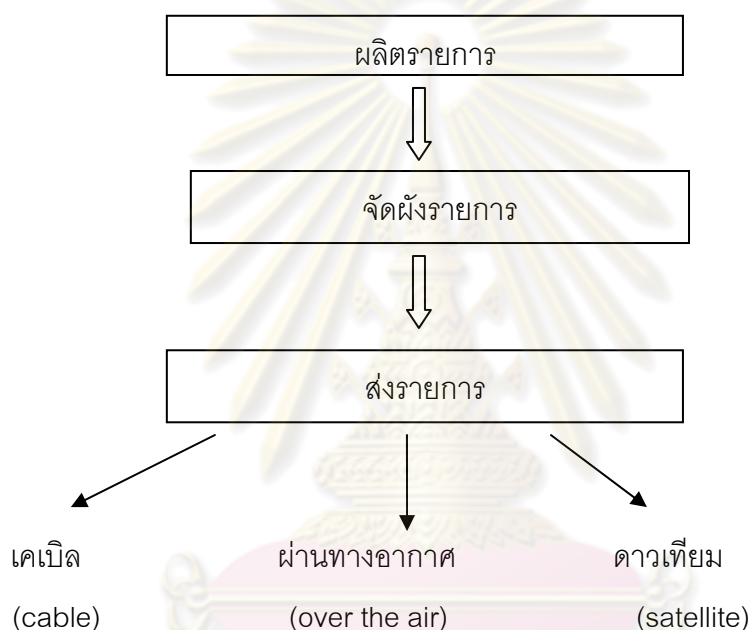 ผลิตรายการ
จัดผังรายการ
ส่งรายการ
เคเบิล ผ่านทางอากาศ ดาวเทียม
(cable) (over the air) (satellite)